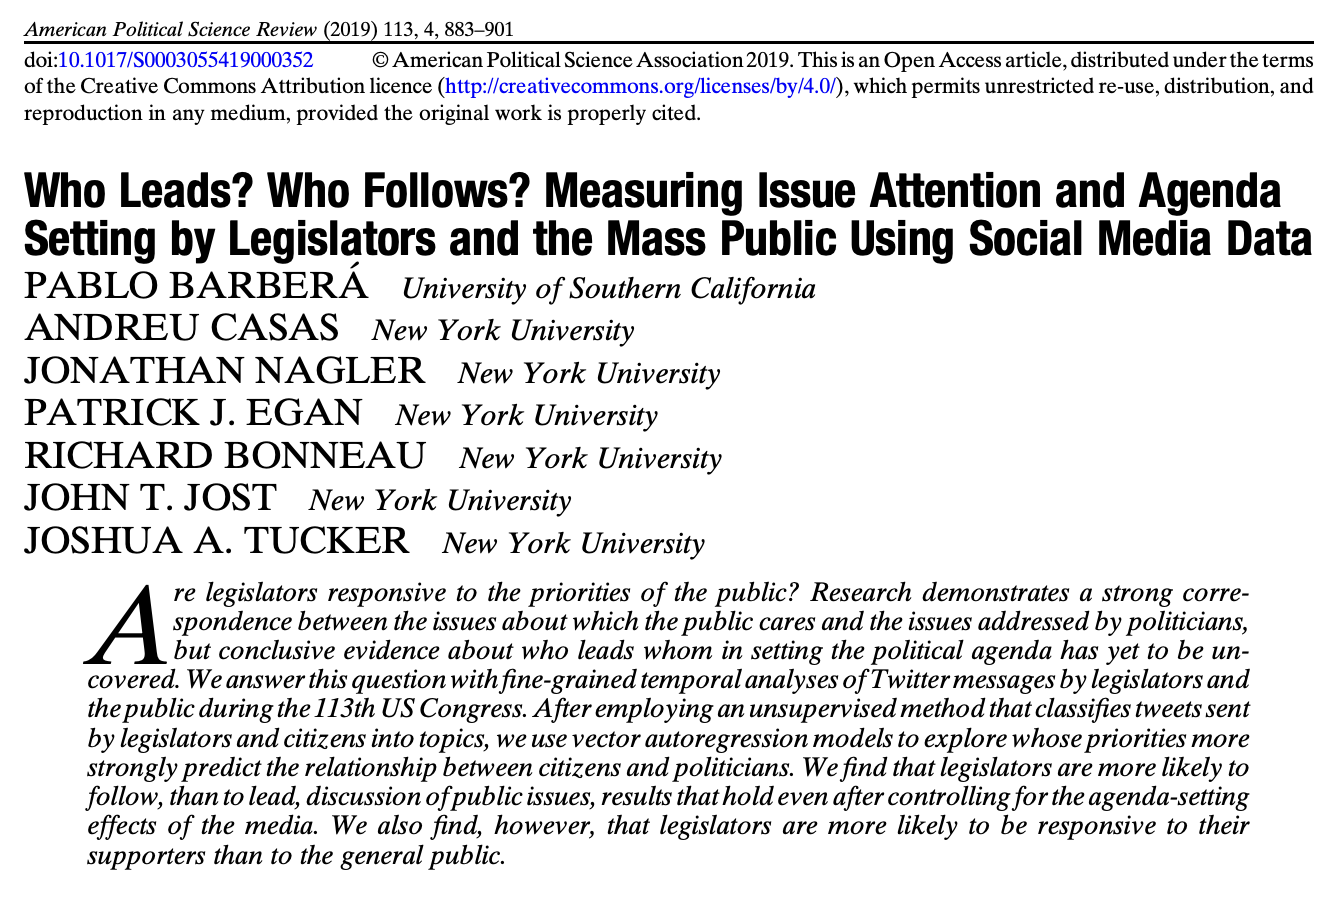 American Political Science Review (2019) 113, 4, 883–901
doi:10.1017/S0003055419000352 © American Political Science Association 2019. This is an Open Access article, distributed under the terms
of the Creative Commons Attribution licence (http://creativecommons.org/licenses/by/4.0/), which permits unrestricted re-use, distribution, and
reproduction in any medium, provided the original work is properly cited.
Who Leads? Who Follows? Measuring Issue Attention and Agenda
Setting by Legislators and the Mass Public Using Social Media Data
PABLO BARBERÁ University of Southern California
ANDREU CASAS New York University
JONATHAN NAGLER New York University
PATRICK J. EGAN New York University
RICHARD BONNEAU New York University
JOHN T. JOST New York University
JOSHUA A. TUCKER New York University
Are legislators responsive to the priorities of the public? Research demonstrates a strong corre-
spondence between the issues about which the public cares and the issues addressed by politicians,
but conclusive evidence about who leads whom in setting the political agenda has yet to be un-
covered. We answer this question with fine-grained temporal analyses of Twitter messages by legislators and
the public during the 113th US Congress. After employing an unsupervised method that classifies tweets sent
by legislators and citizens into topics, we use vector autoregression models to explore whose priorities more
strongly predict the relationship between citizens and politicians. We find that legislators are more likely to
follow, than to lead, discussion of public issues, results that hold even after controlling for the agenda-setting
effects of the media. We also find, however, that legislators are more likely to be responsive to their
supporters than to the general public.